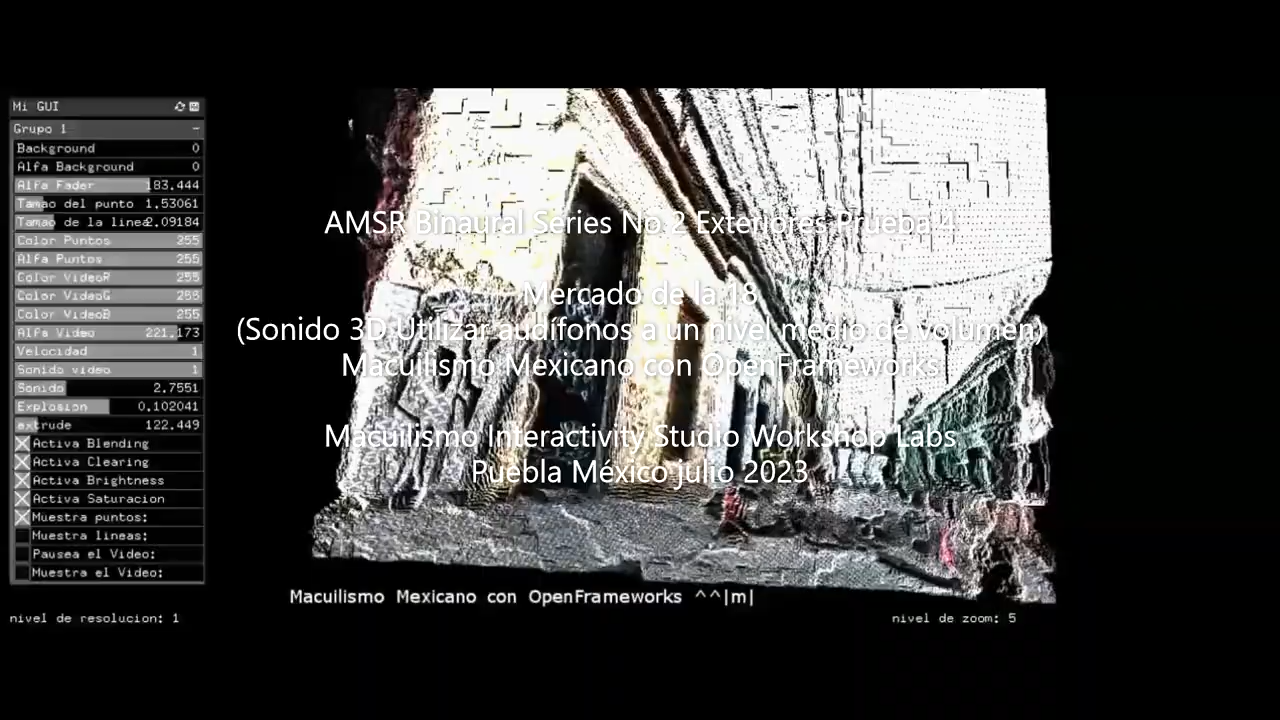 Mi GUI
Grupo 1
Background 0
Alfa Background 0
Alfa Fader 183.444
Tamao del punto 1.53061
Tamao de la linea 2.09184
Color Puntos 255
Alfa Puntos 255
Color VideoR 255
Color VideoG 255
Color VideoB 255
Alfa Video 221.173
Velocidad 1
Sonido video 1
Sonido 2.7551
Explosion 0.102041
extrude 122.449
Activa Blending
Activa Clearing
Activa Brightness
Activa Saturacion
Muestra puntos:
Muestra lineas:
Pausea el Video:
Muestra el Video:
nivel de resolucion: 1
AMSR Binaural Series No 2 Exteriores Prueba 4
Mercado de la 18
(Sonido 3D Utilizar audífonos a un nivel medio de volumen)
Macuilismo Mexicano con OpenFrameworks
Macuilismo Interactivity Studio Workshop Labs
Puebla México julio 2023
Macuilismo Mexicano con OpenFrameworks ^^|m|
nivel de zoom: 5